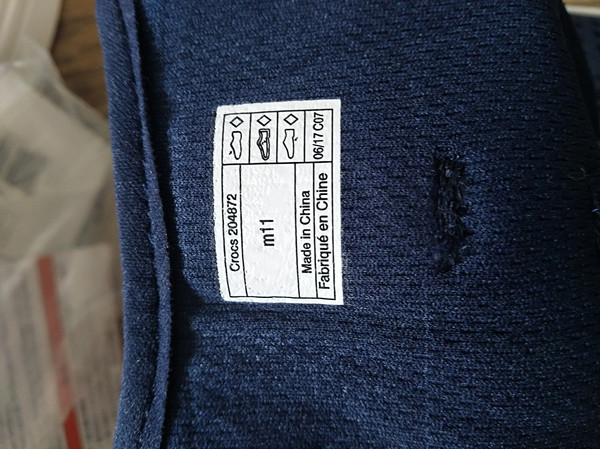 Crocs 204872
m11
Made in China
Fabriqué en Chine
06/17 C07